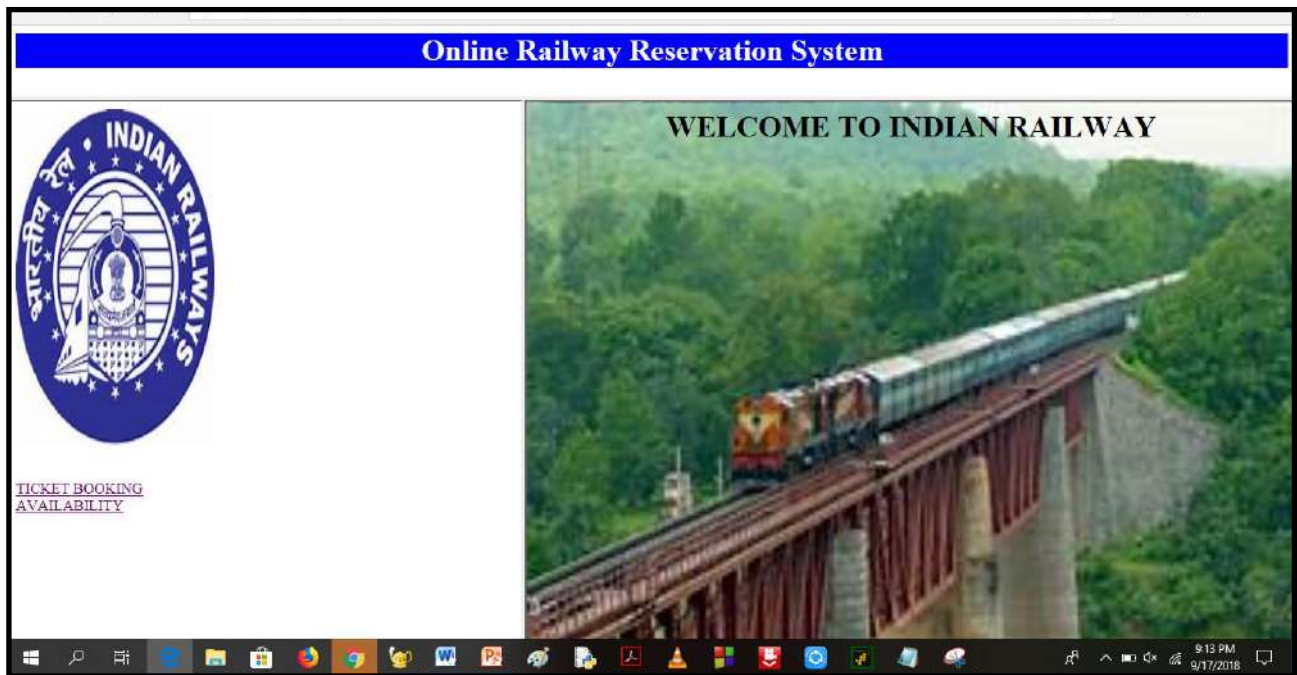 Online Railway Reservation System
भारतीय रेल • INDIAN RAILWAYS
TICKET BOOKING
AVAILABILITY
WELCOME TO INDIAN RAILWAY
9:13 PM
9/17/2018